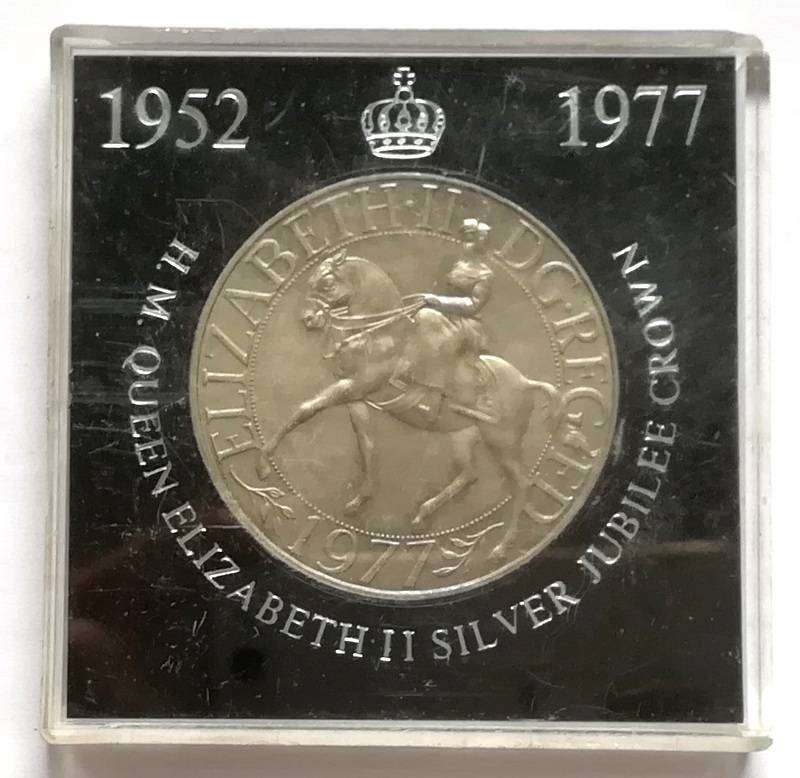 1952 1977
ELIZABETH·II D·G·REG F·D
1977
H. M. QUEEN ELIZABETH II SILVER JUBILEE CROWN